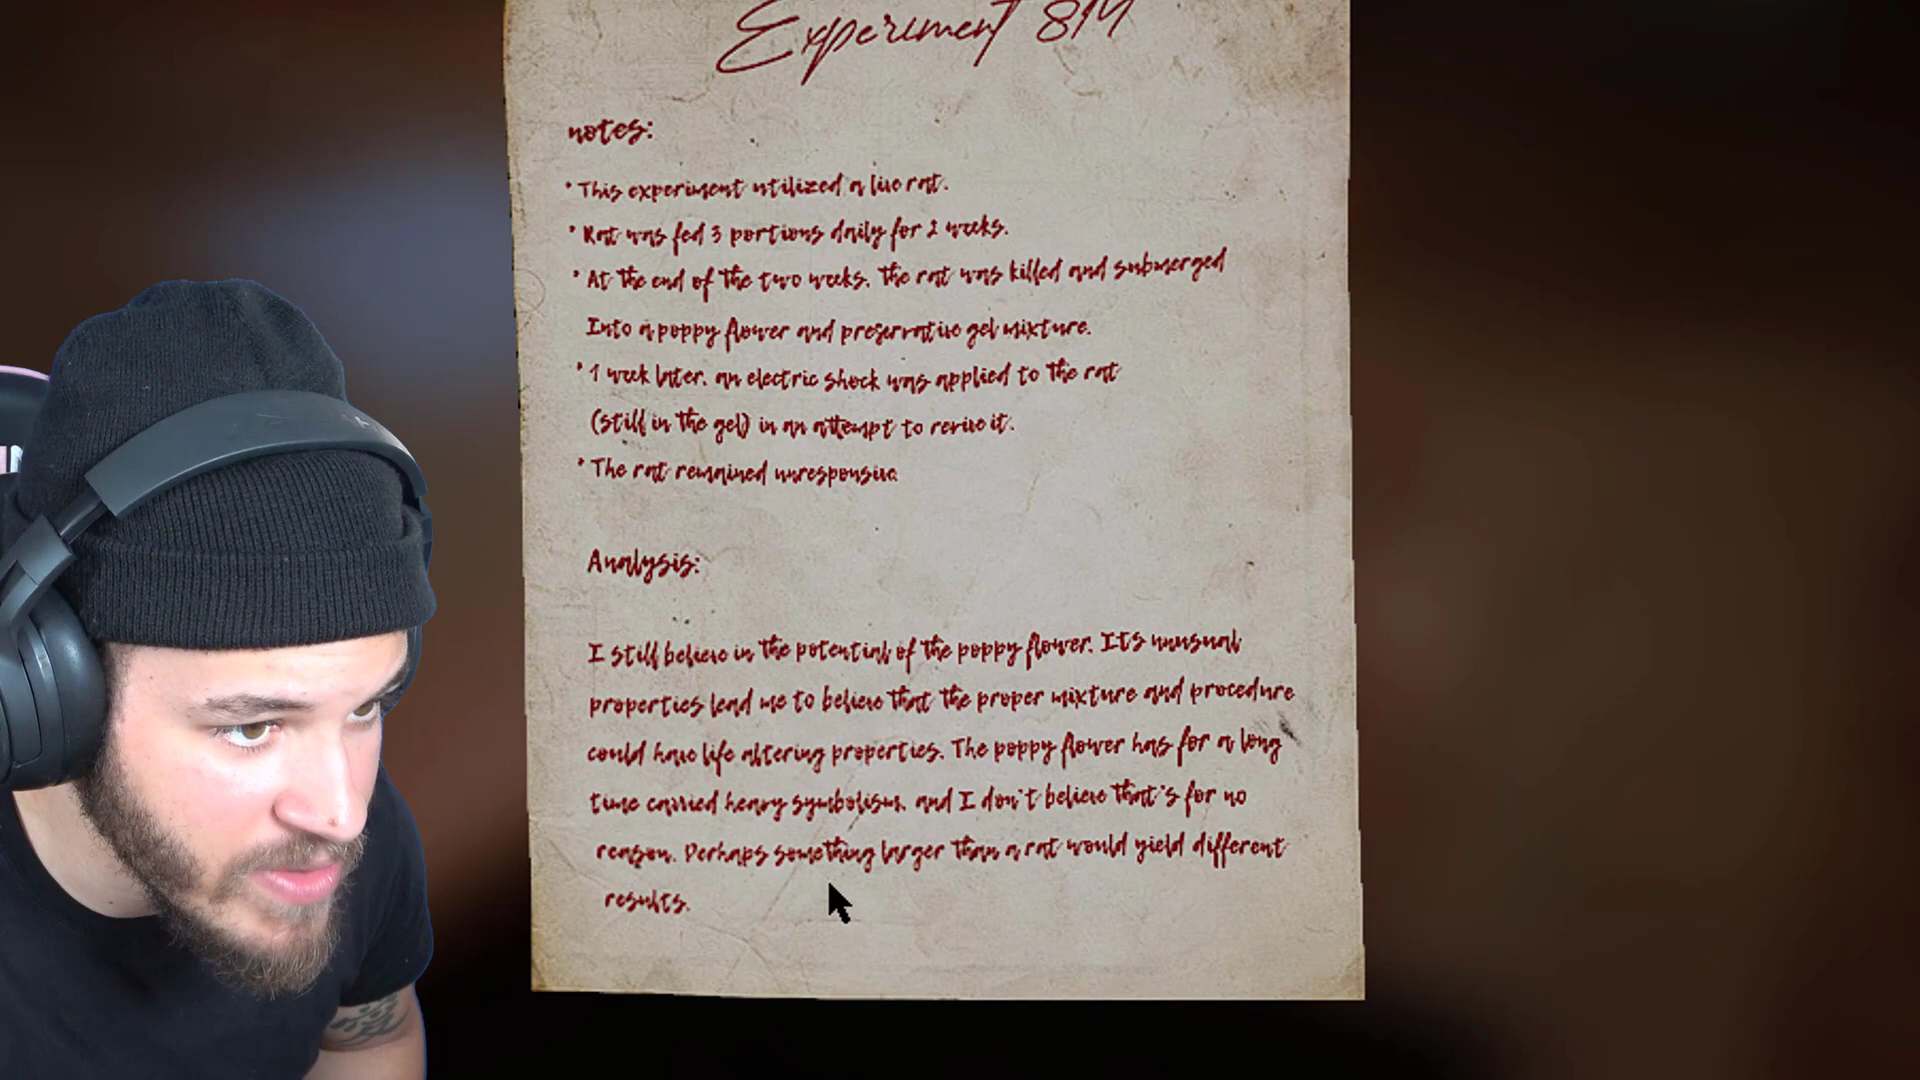 Experiment 814
notes:
* This experiment utilized a live rat.
* Rat was fed 3 portions daily for 2 weeks.
* At the end of the two weeks, the rat was killed and submerged
Into a poppy flower and preservative gel mixture.
* 1 week later, an electric shock was applied to the rat
(still in the gel) in an attempt to revive it.
* The rat remained unresponsive
Analysis:
I still believe in the potential of the poppy flower. Its unusual
properties lead me to believe that the proper mixture and procedure
could have life altering properties. The poppy flower has for a long
time carried heavy symbolism, and I don't believe that's for no
reason. Perhaps something larger than a rat would yield different
results.